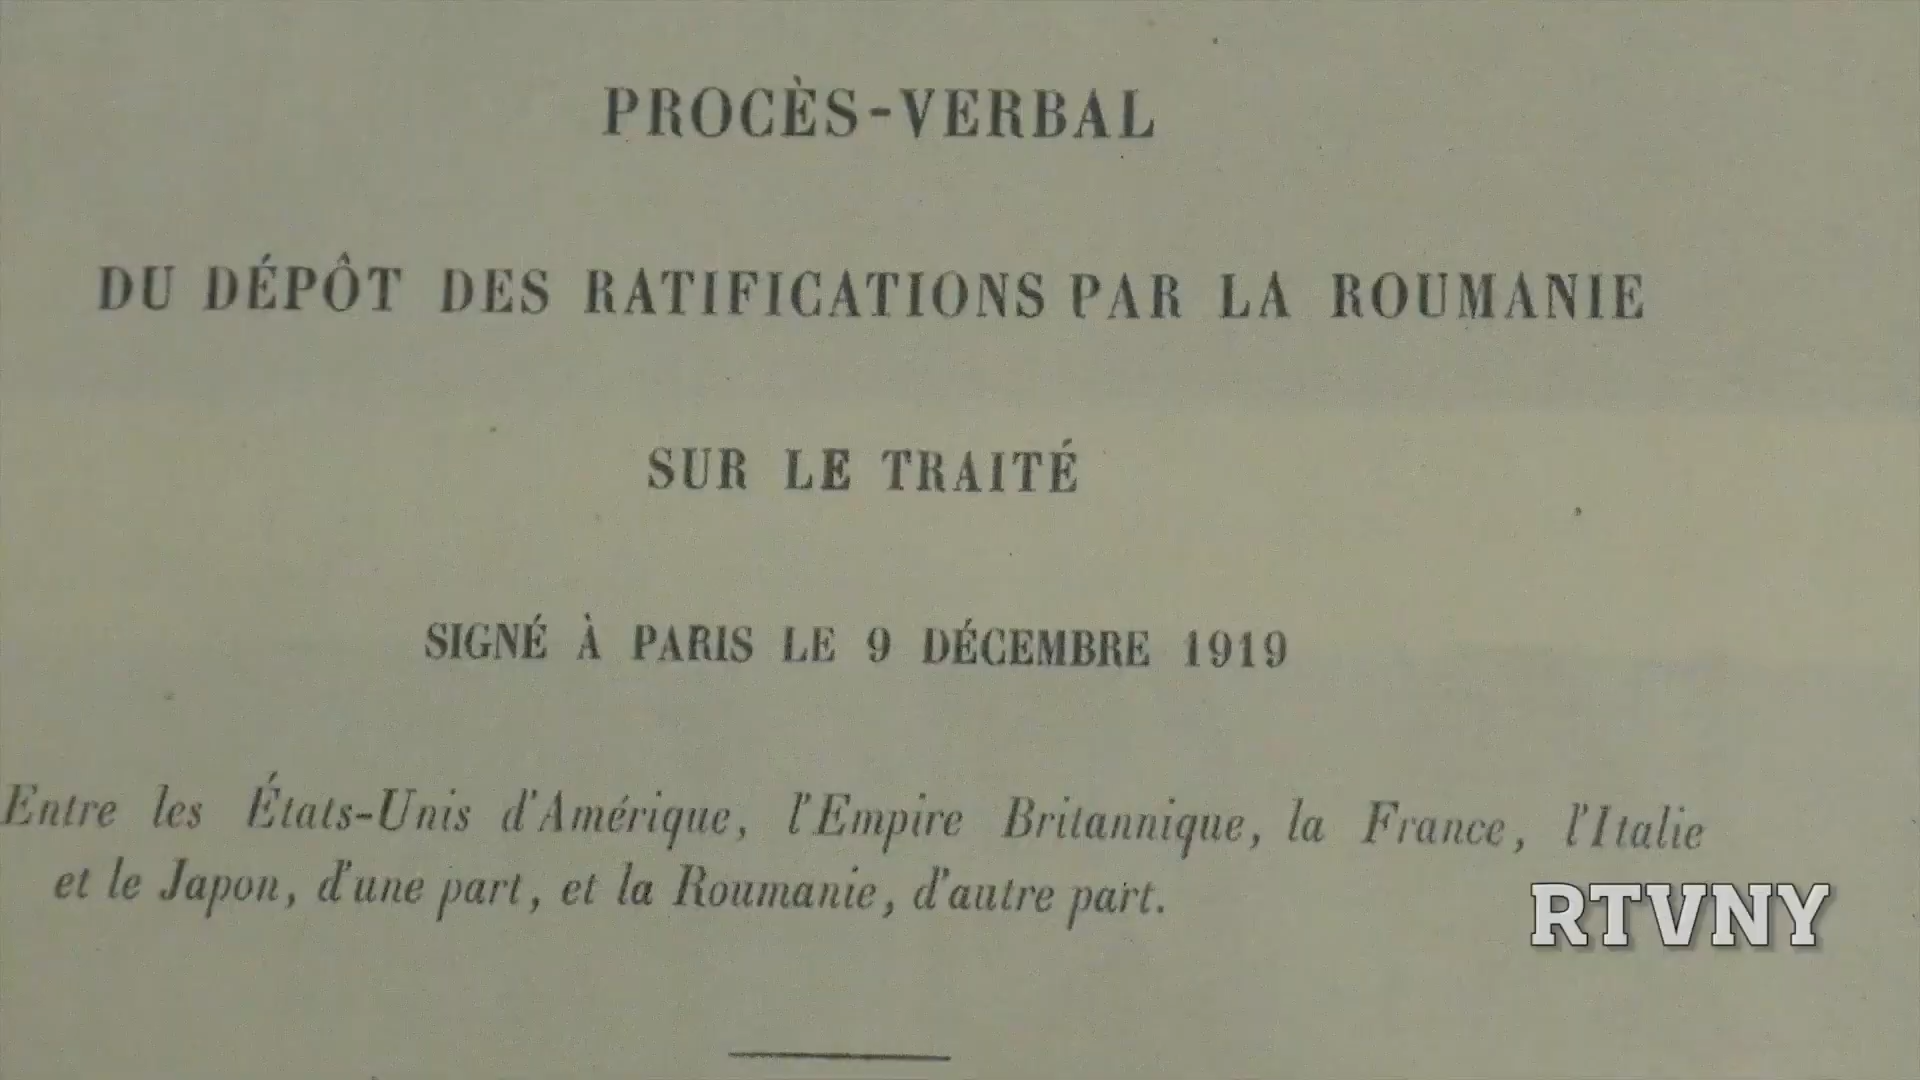 PROCÈS-VERBAL
DU DÉPÔT DES RATIFICATIONS PAR LA ROUMANIE
SUR LE TRAITÉ
SIGNÉ À PARIS LE 9 DÉCEMBRE 1919
Entre les États-Unis d'Amérique, l'Empire Britannique, la France, l'Italie
et le Japon, d'une part, et la Roumanie, d'autre part.
RTVNY